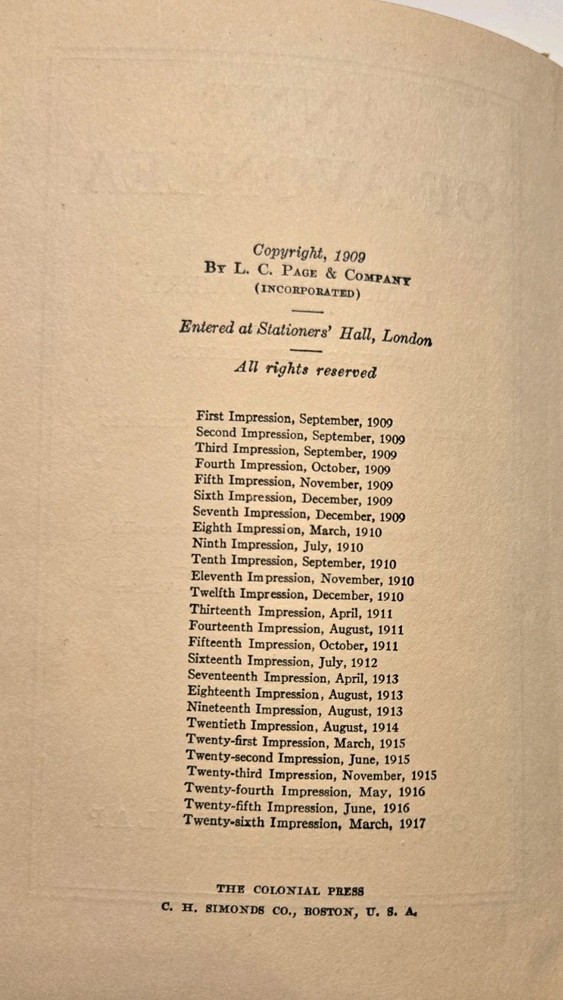 Copyright, 1909
By L. C. Page & Company
(INCORPORATED)
Entered at Stationers' Hall, London
All rights reserved
First Impression, September, 1909
Second Impression, September, 1909
Third Impression, September, 1909
Fourth Impression, October, 1909
Fifth Impression, November, 1909
Sixth Impression, December, 1909
Seventh Impression, December, 1909
Eighth Impression, March, 1910
Ninth Impression, July, 1910
Tenth Impression, September, 1910
Eleventh Impression, November, 1910
Twelfth Impression, December, 1910
Thirteenth Impression, April, 1911
Fourteenth Impression, August, 1911
Fifteenth Impression, October, 1911
Sixteenth Impression, July, 1912
Seventeenth Impression, April, 1913
Eighteenth Impression, August, 1913
Nineteenth Impression, August, 1913
Twentieth Impression, August, 1914
Twenty-first Impression, March, 1915
Twenty-second Impression, June, 1915
Twenty-third Impression, November, 1915
Twenty-fourth Impression, May, 1916
Twenty-fifth Impression, June, 1916
Twenty-sixth Impression, March, 1917
THE COLONIAL PRESS
C. H. SIMONDS CO., BOSTON, U. S. A.